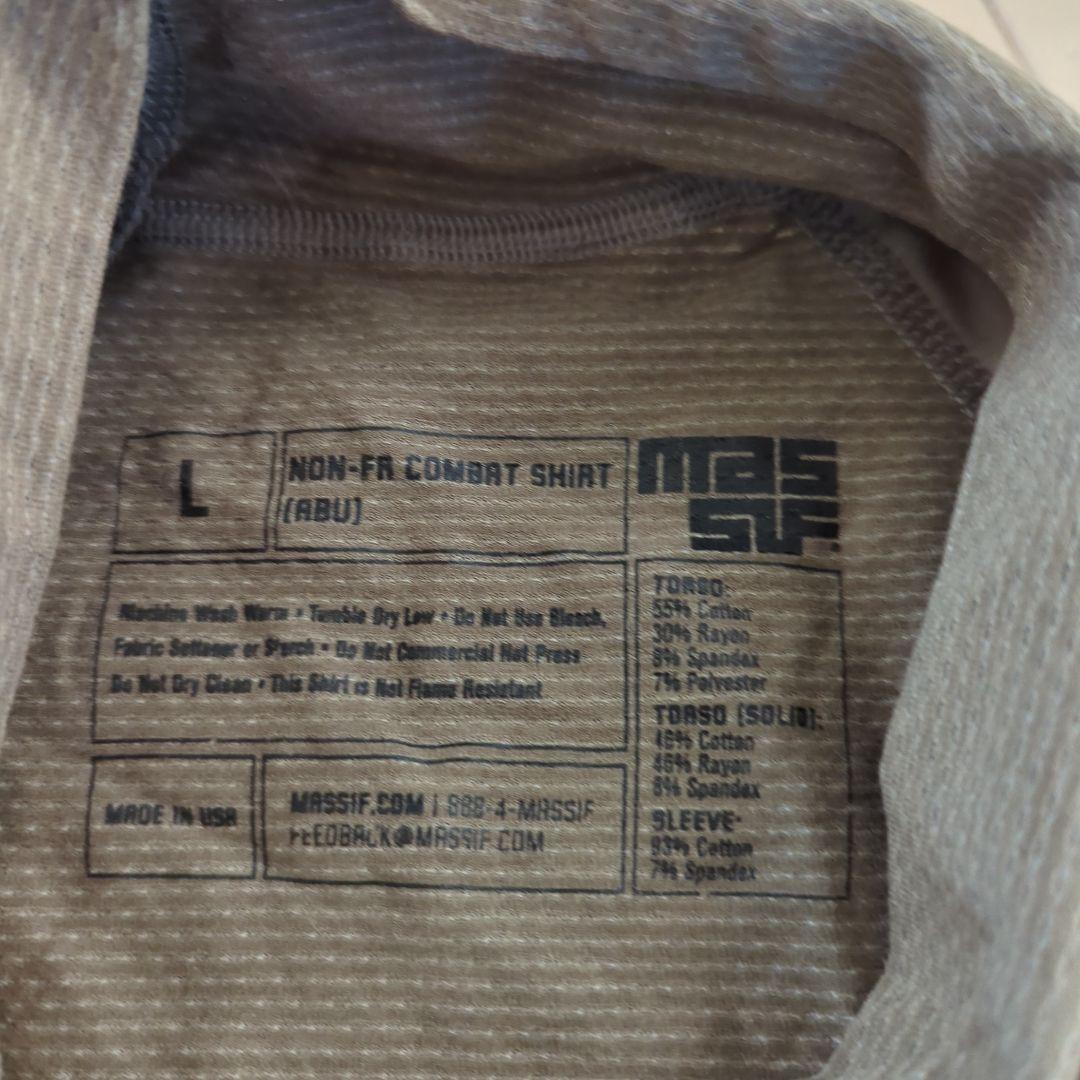 L
NON-FR COMBAT SHIRT
(ABU)
MASSIF
Machine Wash Warm • Tumble Dry Low • Do Not Use Bleach,
Fabric Softener or Starch • Do Not Commercial Hot Press
Do Not Dry Clean • This Shirt is Not Flame Resistant
TORSO:
55% Cotton
30% Rayon
8% Spandex
7% Polyester
TORSO (SOLID):
46% Cotton
46% Rayon
8% Spandex
SLEEVE:
93% Cotton
7% Spandex
MADE IN USA
MASSIF.COM | 888-4-MASSIF
FEEDBACK@MASSIF.COM